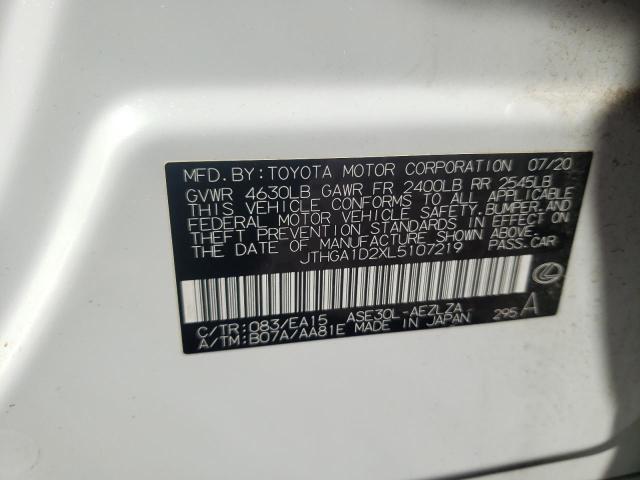 MFD. BY: TOYOTA MOTOR CORPORATION 07/20
GVWR 4630LB GAWR FR 2400LB RR 2545LB
THIS VEHICLE CONFORMS TO ALL APPLICABLE
FEDERAL MOTOR VEHICLE SAFETY, BUMPER, AND
THEFT PREVENTION STANDARDS IN EFFECT ON
THE DATE OF MANUFACTURE SHOWN ABOVE.
JTHGA1D2XL5107219 PASS. CAR
C/TR: 083/EA15 ASE30L-AEZLZA
A/TM: B07A/AA81E MADE IN JAPAN 295 A